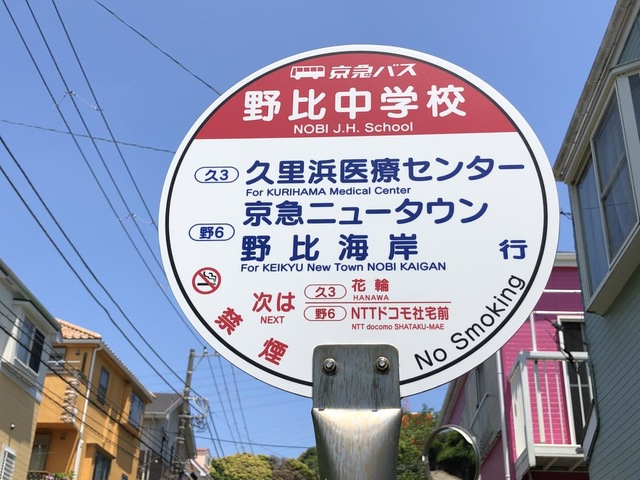 京急バス
野比中学校
NOBI J.H. School
久3 久里浜医療センター
For KURIHAMA Medical Center
京急ニュータウン
野6 野比海岸 行
For KEIKYU New Town NOBI KAIGAN
次は 久3 花輪
NEXT HANAWA
野6 NTTドコモ社宅前
NTT docomo SHATAKU-MAE
禁煙
No Smoking